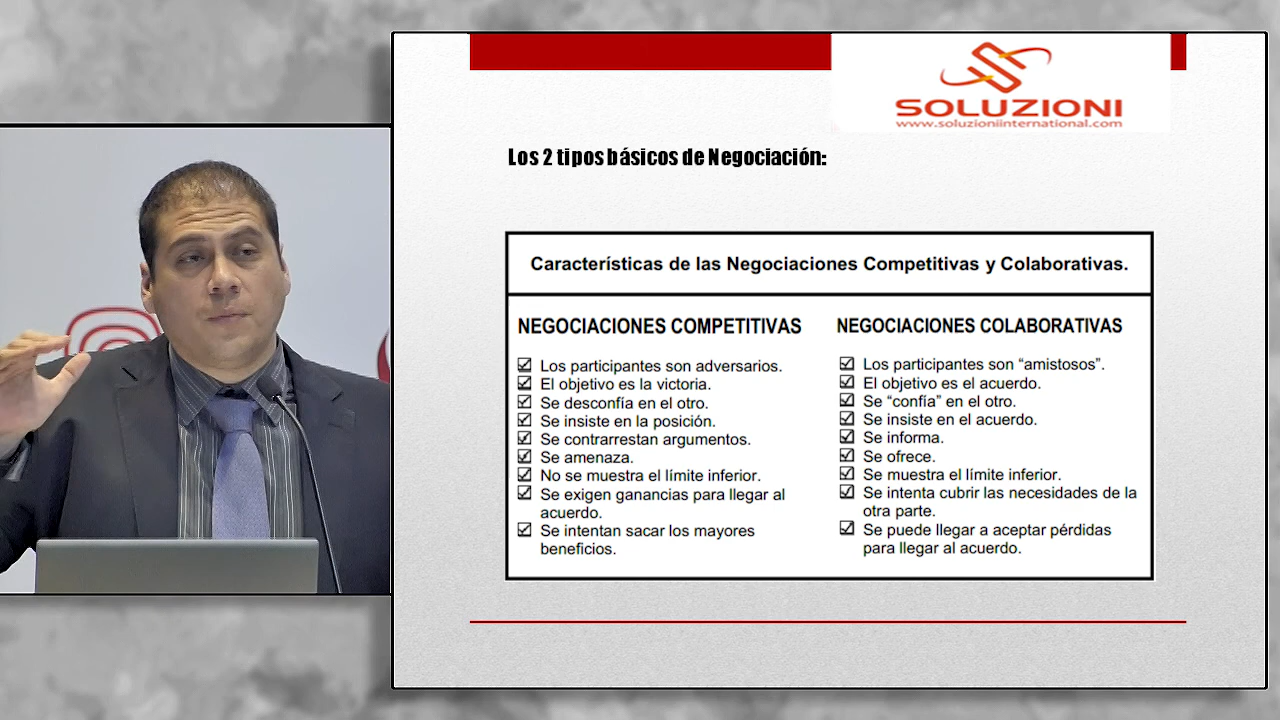 SOLUZIONI
www.soluzioniinternational.com
Los 2 tipos básicos de Negociación:
Características de las Negociaciones Competitivas y Colaborativas.
NEGOCIACIONES COMPETITIVAS
Los participantes son adversarios.
El objetivo es la victoria.
Se desconfía en el otro.
Se insiste en la posición.
Se contrarrestan argumentos.
Se amenaza.
No se muestra el límite inferior.
Se exigen ganancias para llegar al
acuerdo.
Se intentan sacar los mayores
beneficios.
NEGOCIACIONES COLABORATIVAS
Los participantes son “amistosos”.
El objetivo es el acuerdo.
Se “confía” en el otro.
Se insiste en el acuerdo.
Se informa.
Se ofrece.
Se muestra el límite inferior.
Se intenta cubrir las necesidades de la
otra parte.
Se puede llegar a aceptar pérdidas
para llegar al acuerdo.